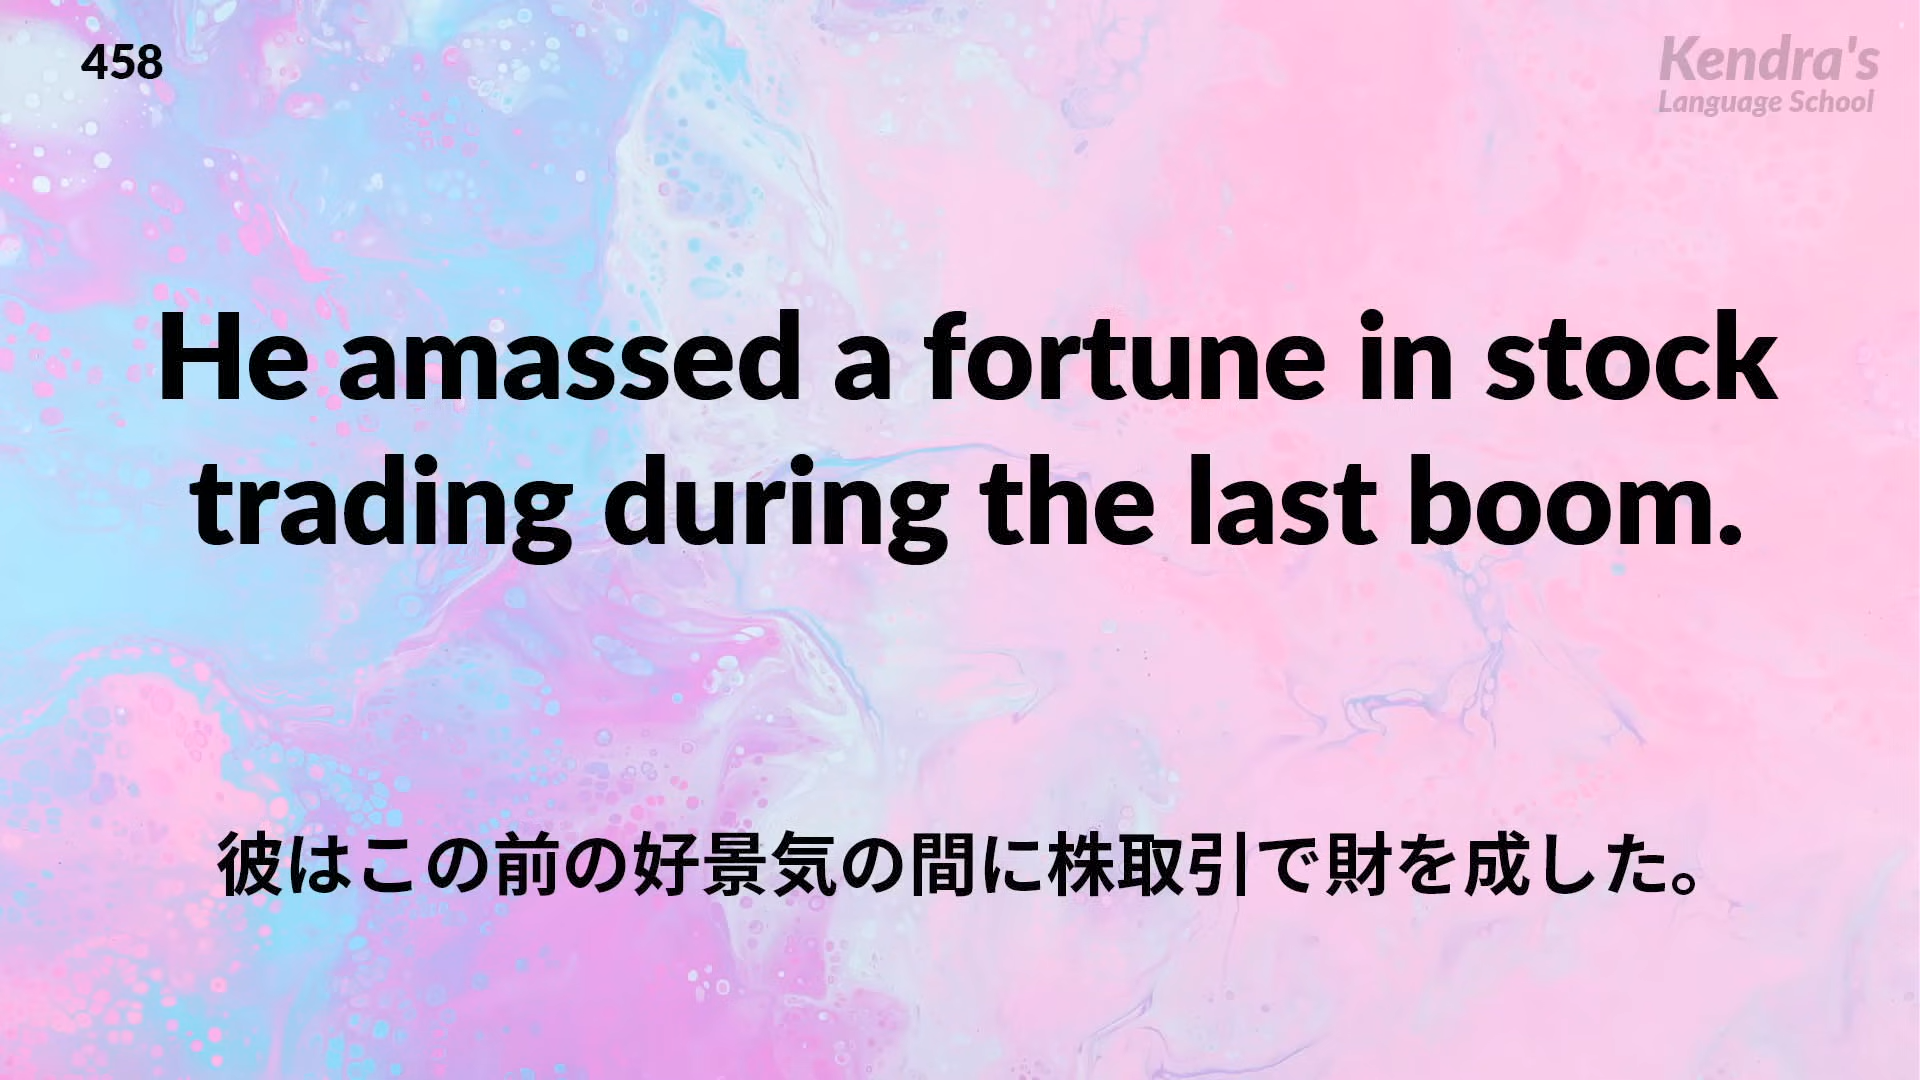 458
Kendra's
Language School
He amassed a fortune in stock
trading during the last boom.
彼はこの前の好景気の間に株取引で財を成した。